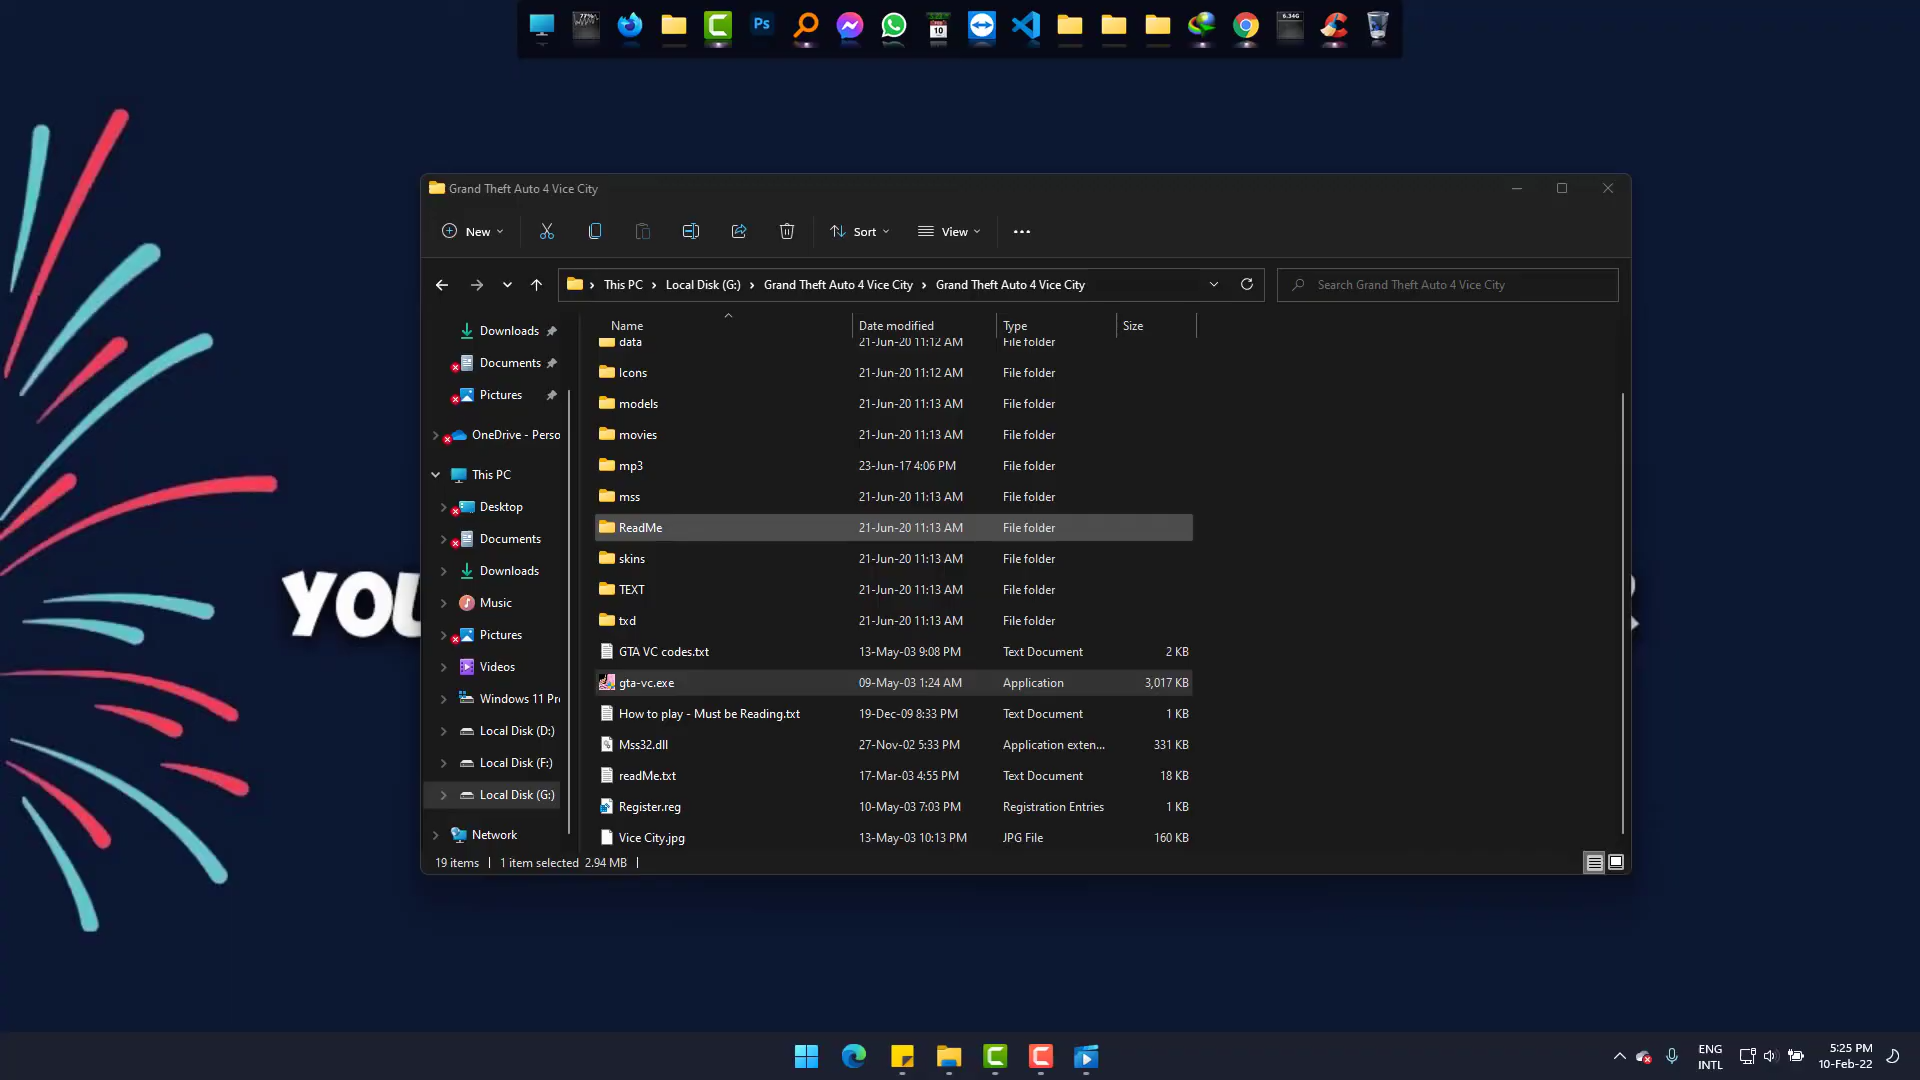 77%
Ps
FEB
10
6.34G
YOU
Grand Theft Auto 4 Vice City
New
Sort
View
This PC › Local Disk (G:) › Grand Theft Auto 4 Vice City › Grand Theft Auto 4 Vice City
Search Grand Theft Auto 4 Vice City
Downloads
Documents
Pictures
OneDrive - Perso
This PC
Desktop
Documents
Downloads
Music
Pictures
Videos
Windows 11 Pr
Local Disk (D:)
Local Disk (F:)
Local Disk (G:)
Network
Name Date modified Type Size
data 21-Jun-20 11:12 AM File folder
Icons 21-Jun-20 11:12 AM File folder
models 21-Jun-20 11:13 AM File folder
movies 21-Jun-20 11:13 AM File folder
mp3 23-Jun-17 4:06 PM File folder
mss 21-Jun-20 11:13 AM File folder
ReadMe 21-Jun-20 11:13 AM File folder
skins 21-Jun-20 11:13 AM File folder
TEXT 21-Jun-20 11:13 AM File folder
txd 21-Jun-20 11:13 AM File folder
GTA VC codes.txt 13-May-03 9:08 PM Text Document 2 KB
gta-vc.exe 09-May-03 1:24 AM Application 3,017 KB
How to play - Must be Reading.txt 19-Dec-09 8:33 PM Text Document 1 KB
Mss32.dll 27-Nov-02 5:33 PM Application exten... 331 KB
readMe.txt 17-Mar-03 4:55 PM Text Document 18 KB
Register.reg 10-May-03 7:03 PM Registration Entries 1 KB
Vice City.jpg 13-May-03 10:13 PM JPG File 160 KB
19 items 1 item selected 2.94 MB
ENG
INTL
5:25 PM
10-Feb-22